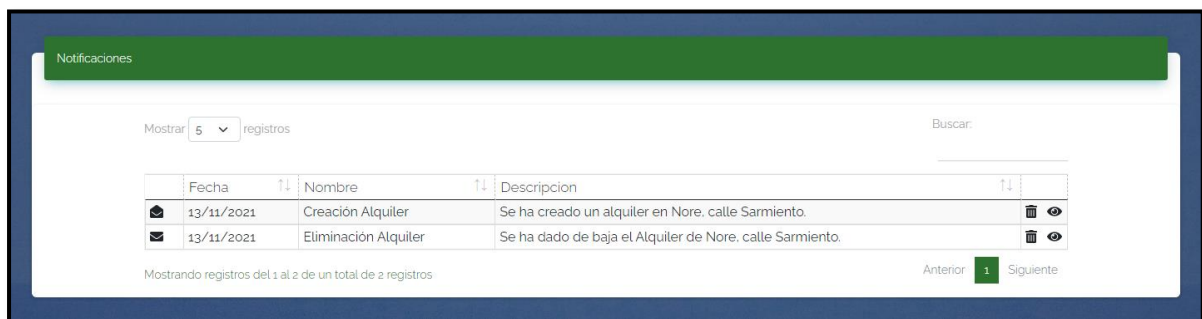 Notificaciones
Mostrar 5 registros
Buscar:
Fecha Nombre Descripcion
13/11/2021 Creación Alquiler Se ha creado un alquiler en Nore, calle Sarmiento.
13/11/2021 Eliminación Alquiler Se ha dado de baja el Alquiler de Nore, calle Sarmiento.
Mostrando registros del 1 al 2 de un total de 2 registros
Anterior 1 Siguiente